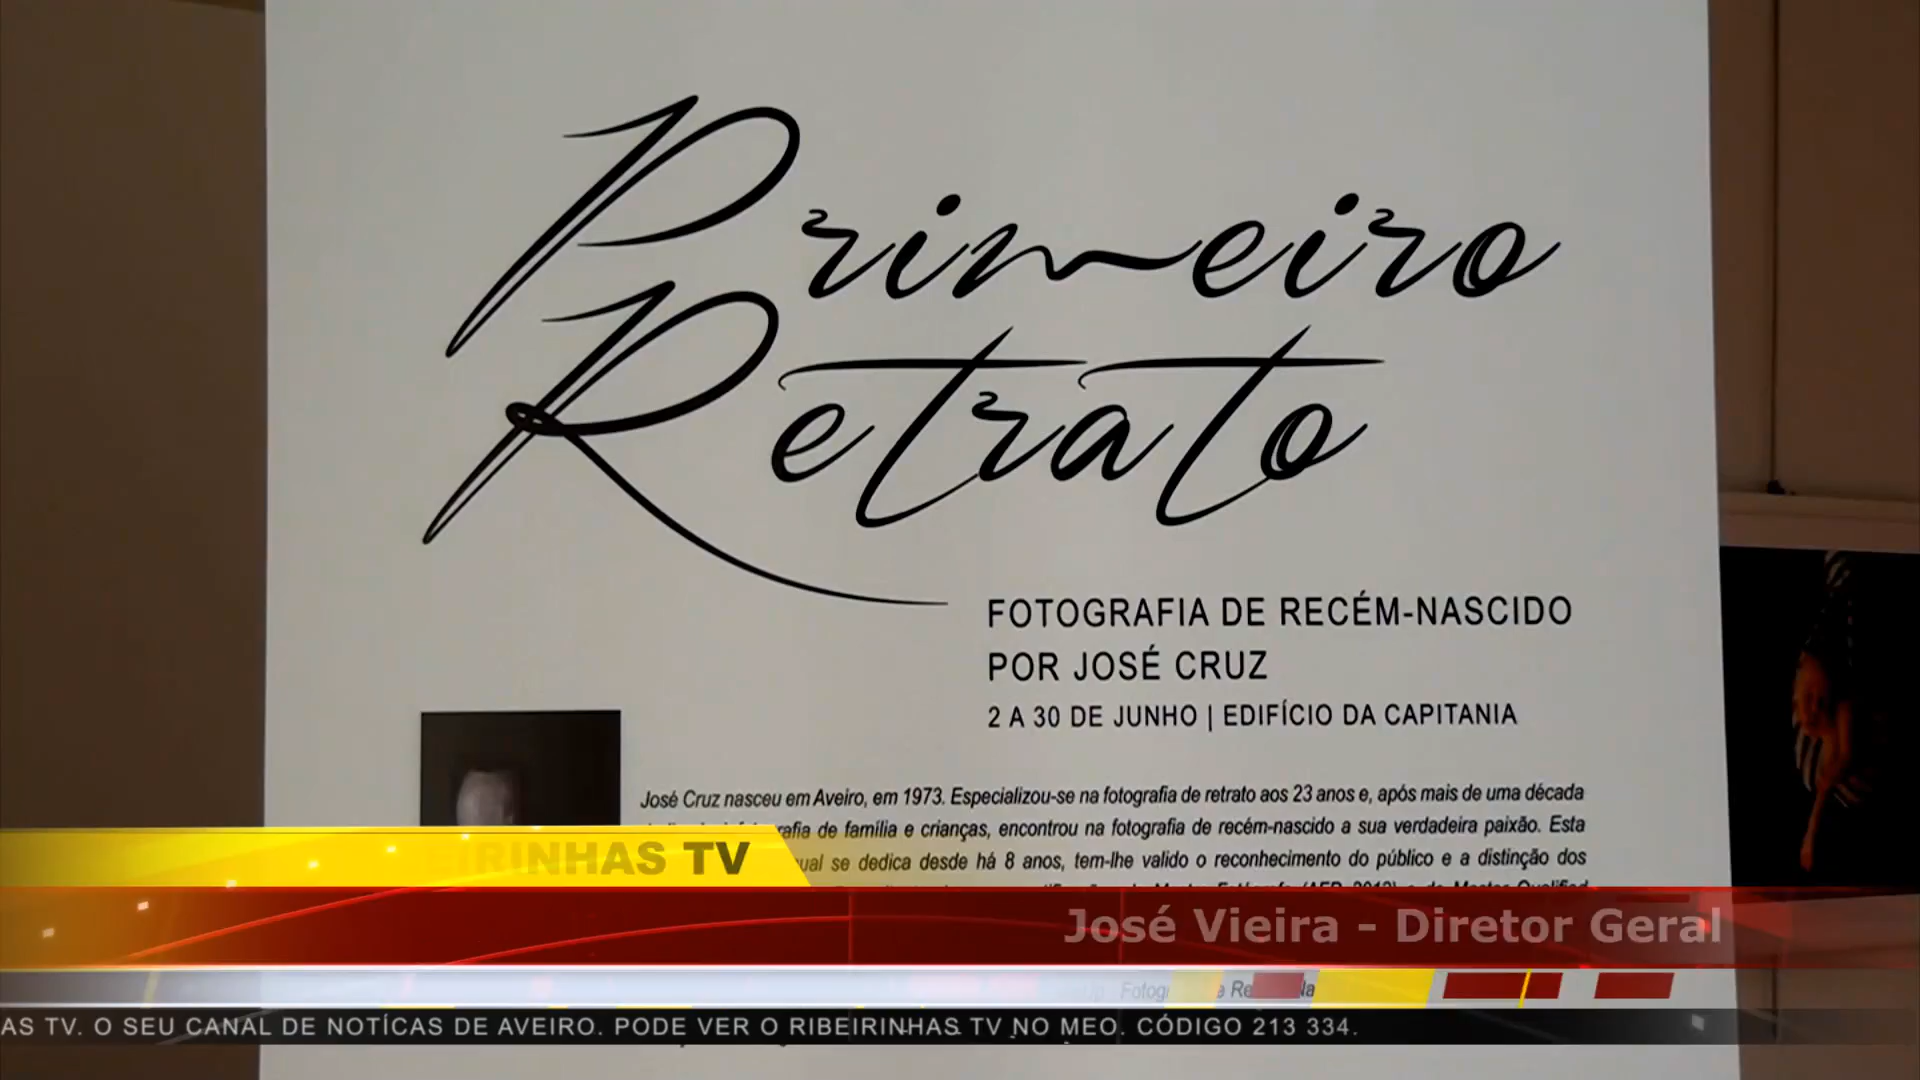 Primeiro
Retrato
FOTOGRAFIA DE RECÉM-NASCIDO
POR JOSÉ CRUZ
2 A 30 DE JUNHO | EDIFÍCIO DA CAPITANIA
José Cruz nasceu em Aveiro, em 1973. Especializou-se na fotografia de retrato aos 23 anos e, após mais de uma década
de família e crianças, encontrou na fotografia de recém-nascido a sua verdadeira paixão. Esta
se dedica desde há 8 anos, tem-lhe valido o reconhecimento do público e a distinção dos
EIRINHAS TV
José Vieira - Diretor Geral
AS TV. O SEU CANAL DE NOTÍCAS DE AVEIRO. PODE VER O RIBEIRINHAS TV NO MEO. CÓDIGO 213 334.